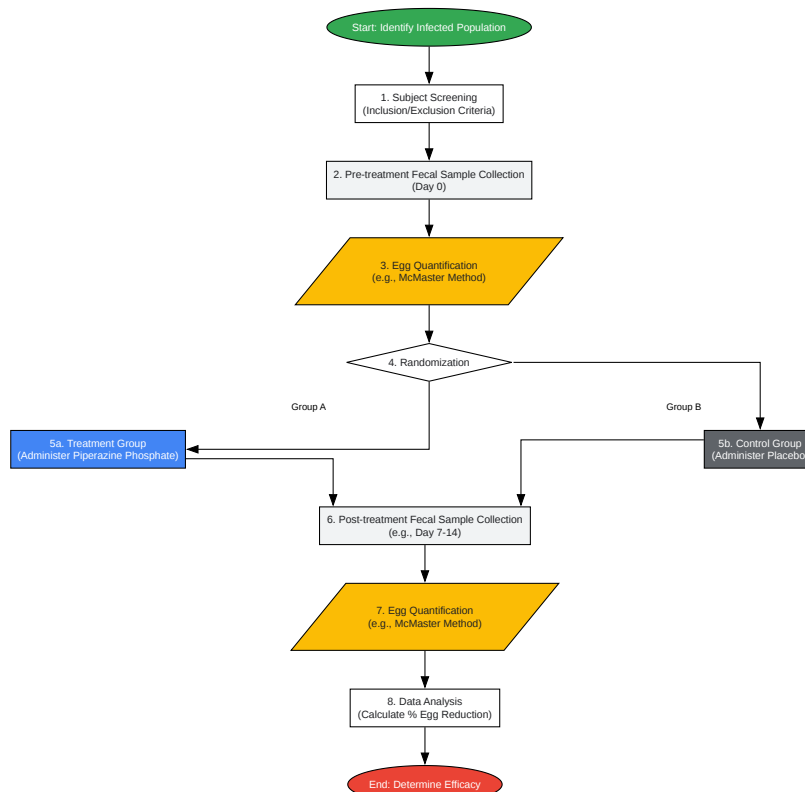 Start: Identify Infected Population
1. Subject Screening
(Inclusion/Exclusion Criteria)
2. Pre-treatment Fecal Sample Collection
(Day 0)
3. Egg Quantification
(e.g., McMaster Method)
4. Randomization
Group A
Group B
5a. Treatment Group
(Administer Piperazine Phosphate)
5b. Control Group
(Administer Placebo
6. Post-treatment Fecal Sample Collection
(e.g., Day 7-14)
7. Egg Quantification
(e.g., McMaster Method)
8. Data Analysis
(Calculate % Egg Reduction)
End: Determine Efficacy